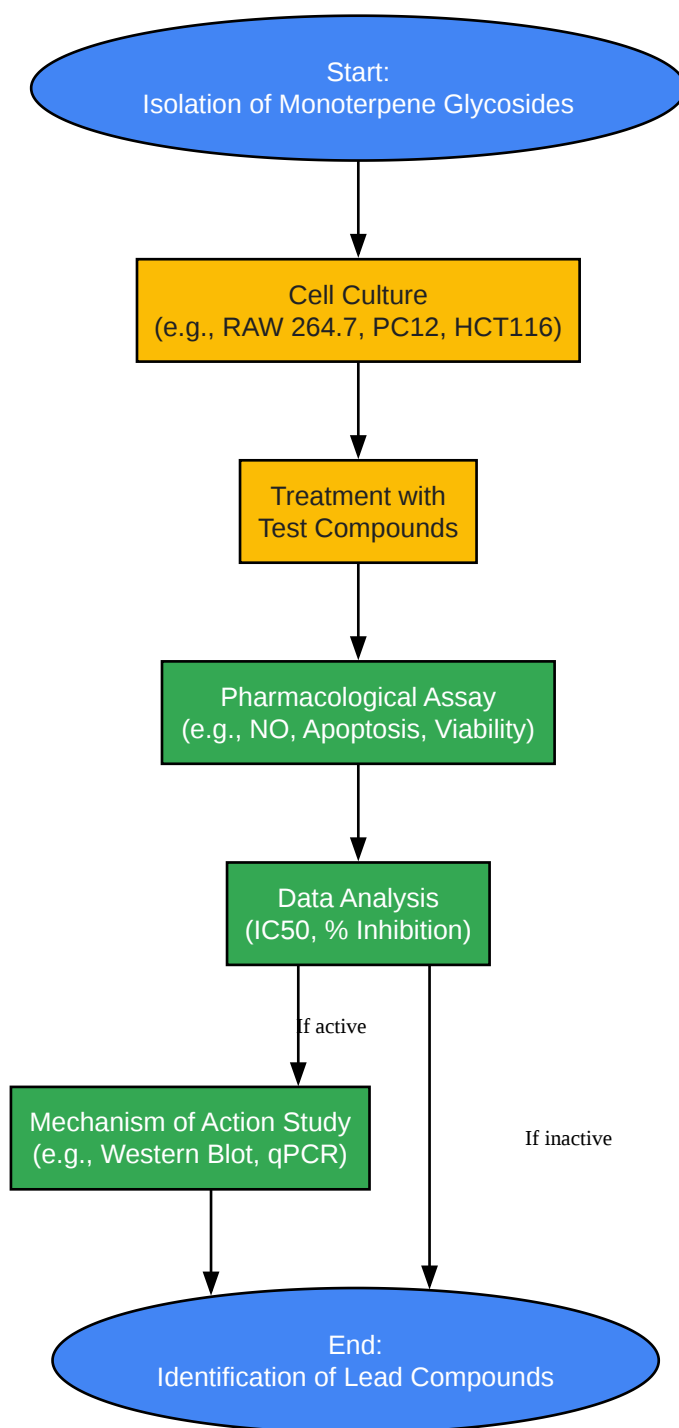 Start:
Isolation of Monoterpene Glycosides
Cell Culture
(e.g., RAW 264.7, PC12, HCT116)
Treatment with
Test Compounds
Pharmacological Assay
(e.g., NO, Apoptosis, Viability)
Data Analysis
(IC50, % Inhibition)
If active
Mechanism of Action Study
(e.g., Western Blot, qPCR)
If inactive
End:
Identification of Lead Compounds